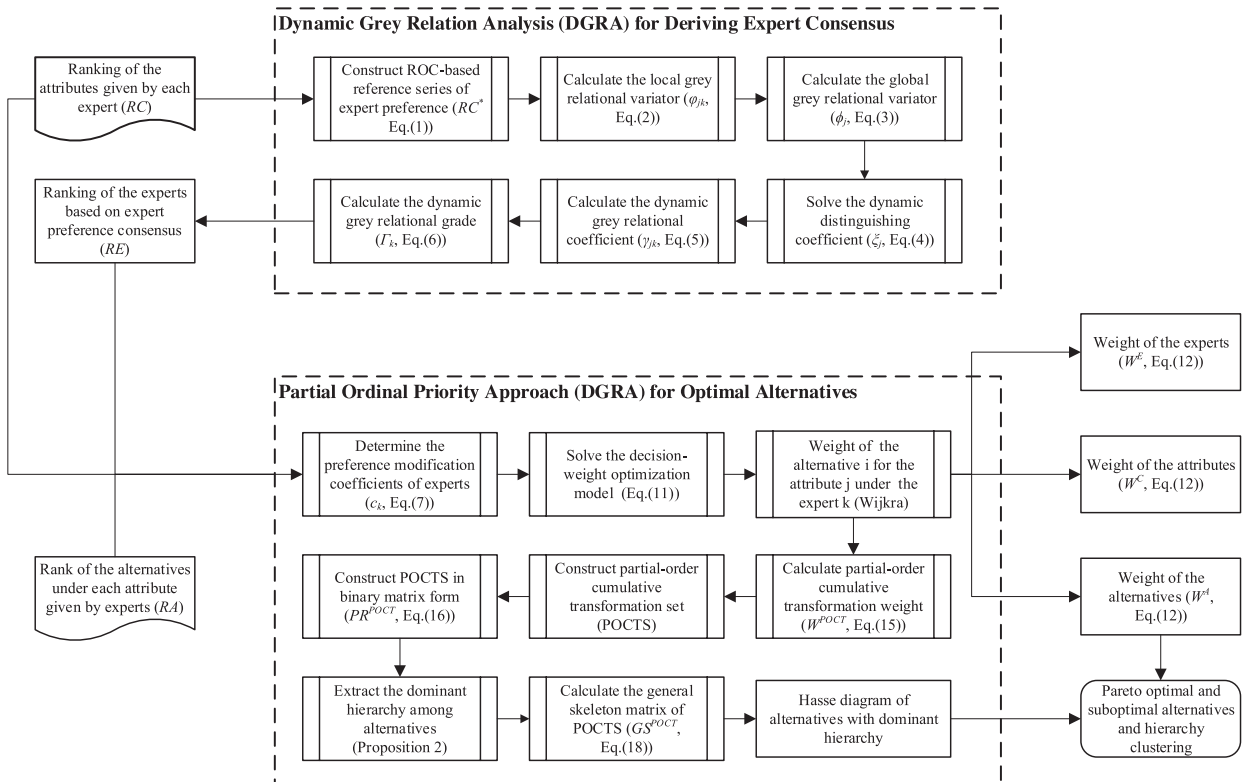 Dynamic Grey Relation Analysis (DGRA) for Deriving Expert Consensus
Ranking of the
attributes given by each
expert (RC)
Construct ROC-based
reference series of
expert preference (RC*
Eq.(1))
Calculate the local grey
relational variator (φjk,
Eq.(2))
Calculate the global
grey relational variator
(ϕj, Eq.(3))
Ranking of the experts
based on expert
preference consensus
(RE)
Calculate the dynamic
grey relational grade
(Γk, Eq.(6))
Calculate the dynamic
grey relational
coefficient (γjk, Eq.(5))
Solve the dynamic
distinguishing
coefficient (ξj, Eq.(4))
Weight of the experts
(W^E, Eq.(12))
Partial Ordinal Priority Approach (DGRA) for Optimal Alternatives
Determine the
preference modification
coefficients of experts
(ck, Eq.(7))
Solve the decision-
weight optimization
model (Eq.(11))
Weight of the
alternative i for the
attribute j under the
expert k (Wijkra)
Weight of the attributes
(W^C, Eq.(12))
Rank of the alternatives
under each attribute
given by experts (RA)
Construct POCTS in
binary matrix form
(PR^POCT, Eq.(16))
Construct partial-order
cumulative
transformation set
(POCTS)
Calculate partial-order
cumulative
transformation weight
(W^POCT, Eq.(15))
Weight of the
alternatives (W^A,
Eq.(12))
Extract the dominant
hierarchy among
alternatives
(Proposition 2)
Calculate the general
skeleton matrix of
POCTS (GS^POCT,
Eq.(18))
Hasse diagram of
alternatives with dominant
hierarchy
Pareto optimal and
suboptimal alternatives
and hierarchy
clustering